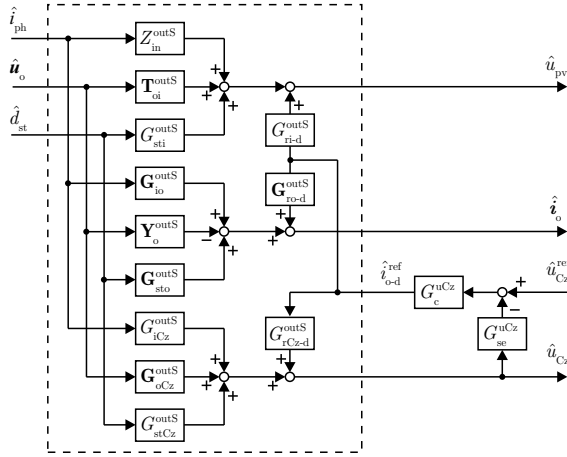 î_ph
Z_in^outS
û_o
T_oi^outS
û_pv
d̂_st
G_sti^outS
G_ri-d^outS
G_io^outS
G_ro-d^outS
Y_o^outS
î_o
G_sto^outS
î_o-d^ref
G_c^uCz
û_Cz^ref
G_iCz^outS
G_rCz-d^outS
G_se^uCz
G_oCz^outS
û_Cz
G_stCz^outS